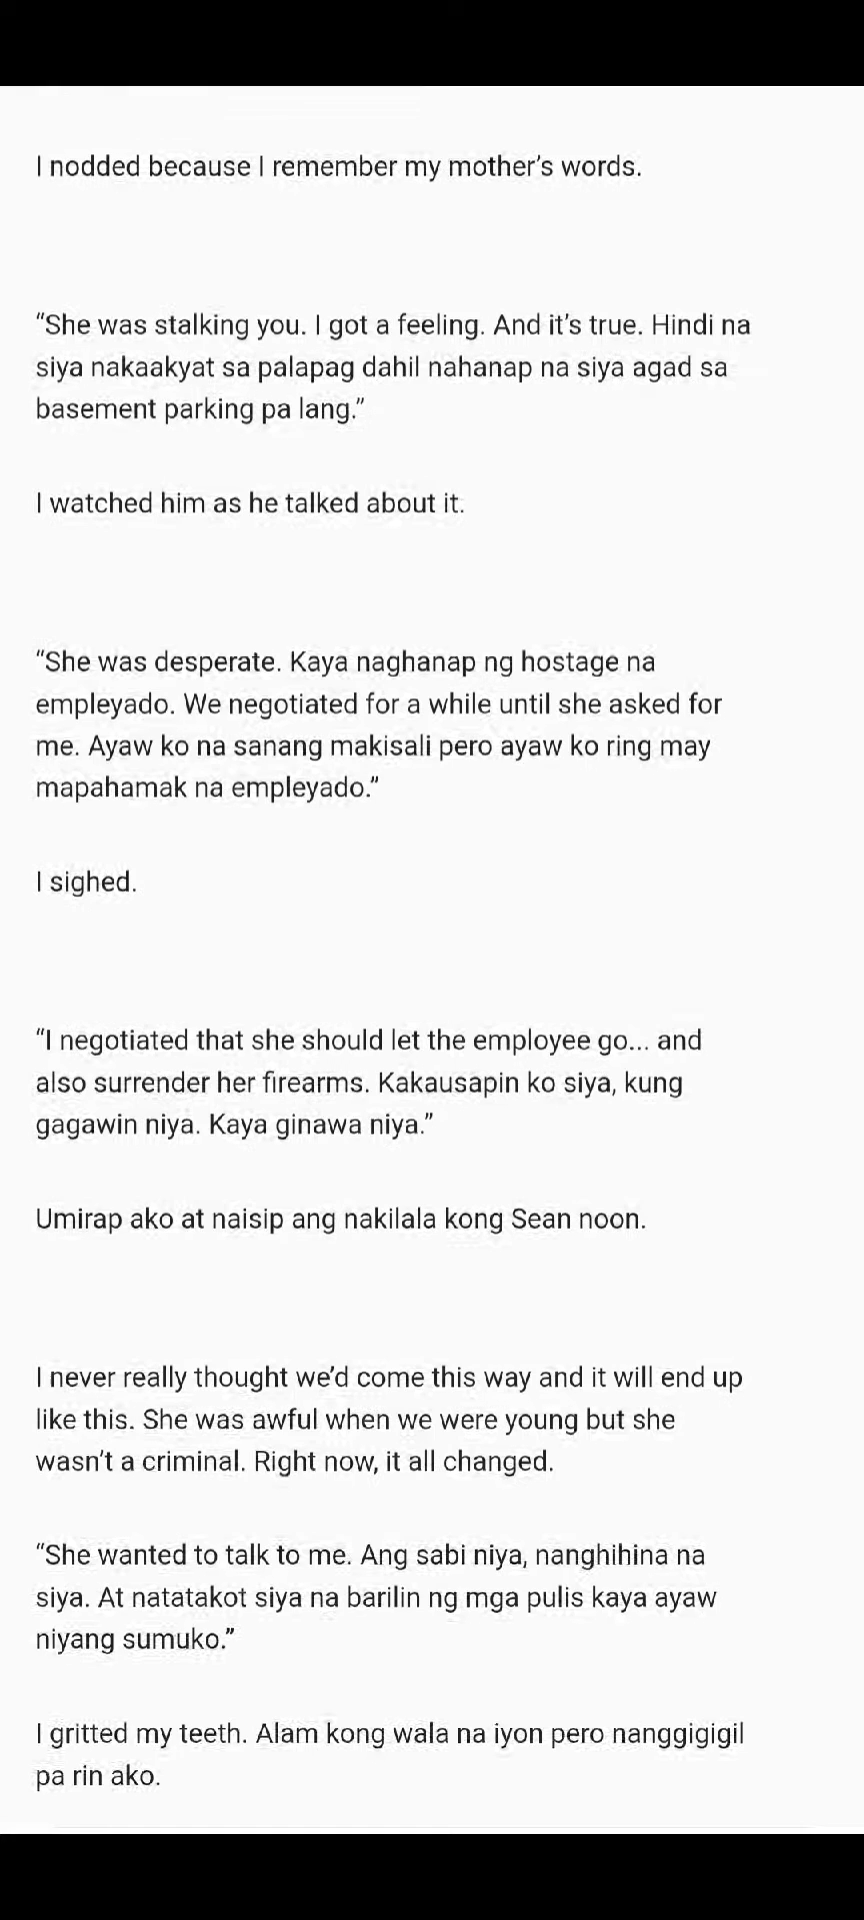 I nodded because I remember my mother’s words.
“She was stalking you. I got a feeling. And it’s true. Hindi na
siya nakaakyat sa palapag dahil nahanap na siya agad sa
basement parking pa lang.”
I watched him as he talked about it.
“She was desperate. Kaya naghanap ng hostage na
empleyado. We negotiated for a while until she asked for
me. Ayaw ko na sanang makisali pero ayaw ko ring may
mapahamak na empleyado.”
I sighed.
“I negotiated that she should let the employee go... and
also surrender her firearms. Kakausapin ko siya, kung
gagawin niya. Kaya ginawa niya.”
Umirap ako at naisip ang nakilala kong Sean noon.
I never really thought we’d come this way and it will end up
like this. She was awful when we were young but she
wasn’t a criminal. Right now, it all changed.
“She wanted to talk to me. Ang sabi niya, nanghihina na
siya. At natatakot siya na barilin ng mga pulis kaya ayaw
niyang sumuko.”
I gritted my teeth. Alam kong wala na iyon pero nanggigigil
pa rin ako.